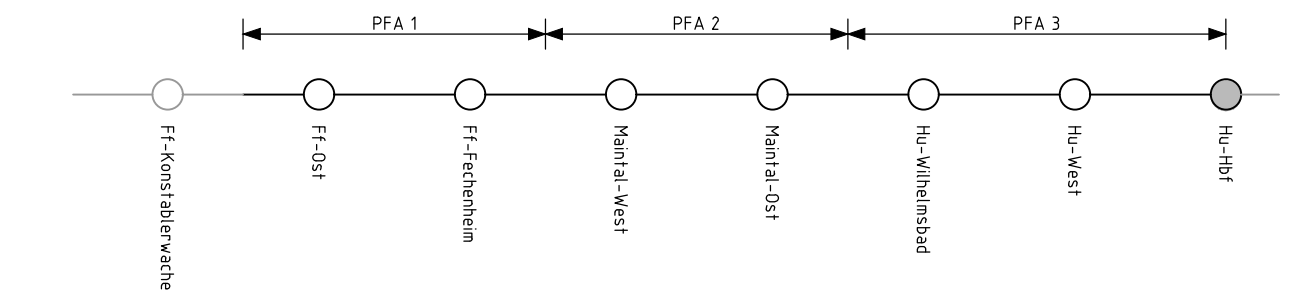 PFA 1
PFA 2
PFA 3
Ff-Konstablerwache
Ff-Ost
Ff-Fechenheim
Maintal-West
Maintal-Ost
Hu-Wilhelmsbad
Hu-West
Hu-Hbf